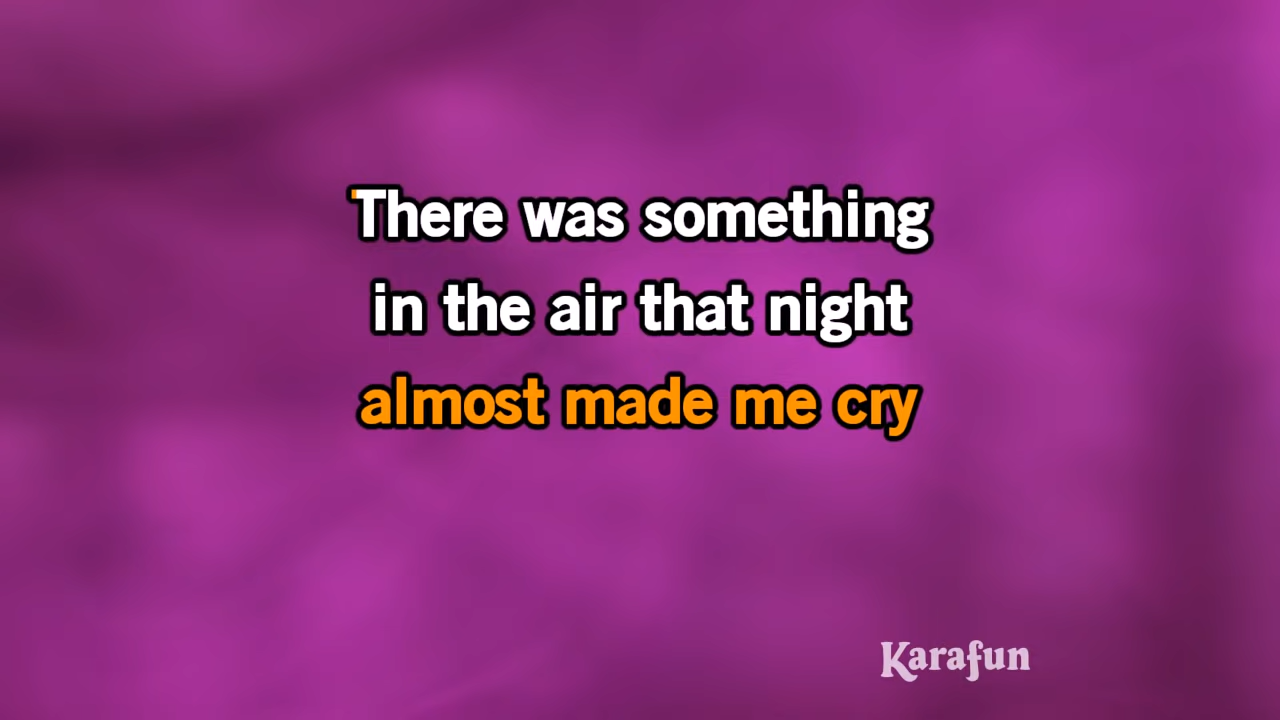 There was something
in the air that night
almost made me cry
Karafun